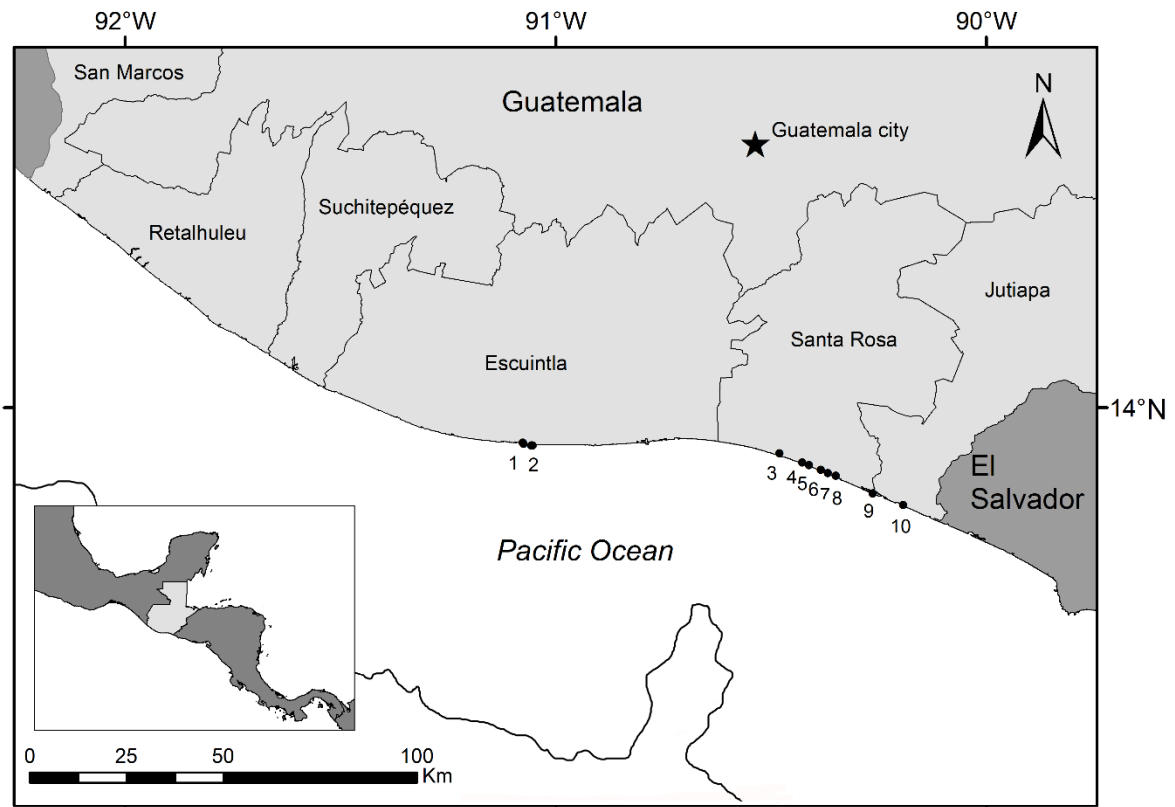 92°W 91°W 90°W
San Marcos
Guatemala
N
Guatemala city
Suchitepéquez
Retalhuleu
Jutiapa
Santa Rosa
Escuintla
14°N
1 2
3 4 5 6 7 8
9 10
El
Salvador
Pacific Ocean
0 25 50 100
Km